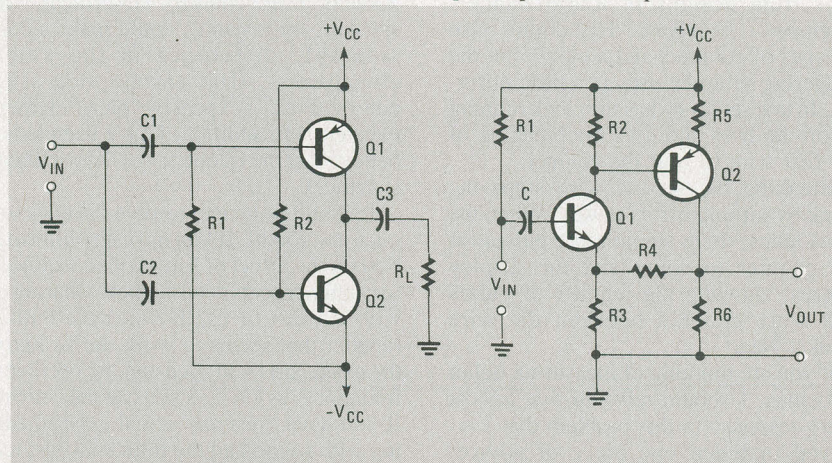 +VCC
C1
VIN
Q1
R1
R2
C3
C2
RL
Q2
-VCC
+VCC
R1
R2
R5
Q2
C
Q1
R4
VIN
R3
R6
VOUT